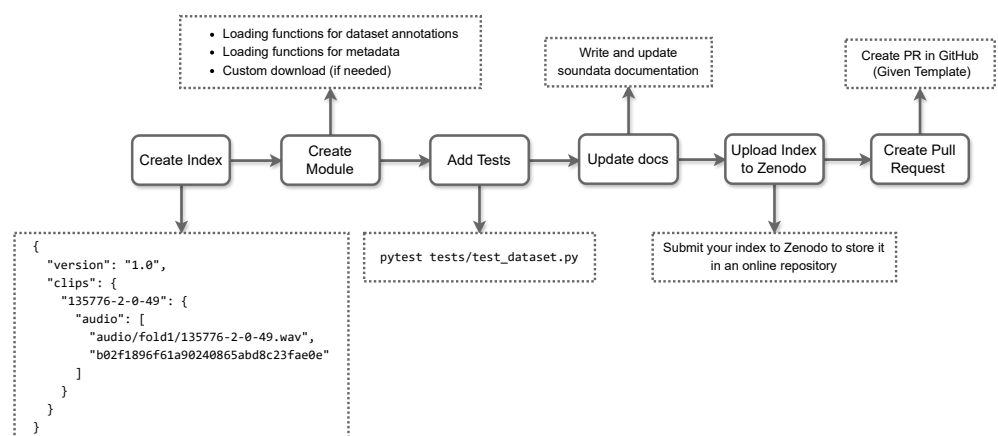 • Loading functions for dataset annotations
• Loading functions for metadata
• Custom download (if needed)
Write and update
soundata documentation
Create PR in GitHub
(Given Template)
Create Index
Create
Module
Add Tests
Update docs
Upload Index
to Zenodo
Create Pull
Request
{
  "version": "1.0",
  "clips": {
    "135776-2-0-49": {
      "audio": [
        "audio/fold1/135776-2-0-49.wav",
        "b02f1896f61a90240865abd8c23fae0e"
      ]
    }
  }
}
pytest tests/test_dataset.py
Submit your index to Zenodo to store it
in an online repository